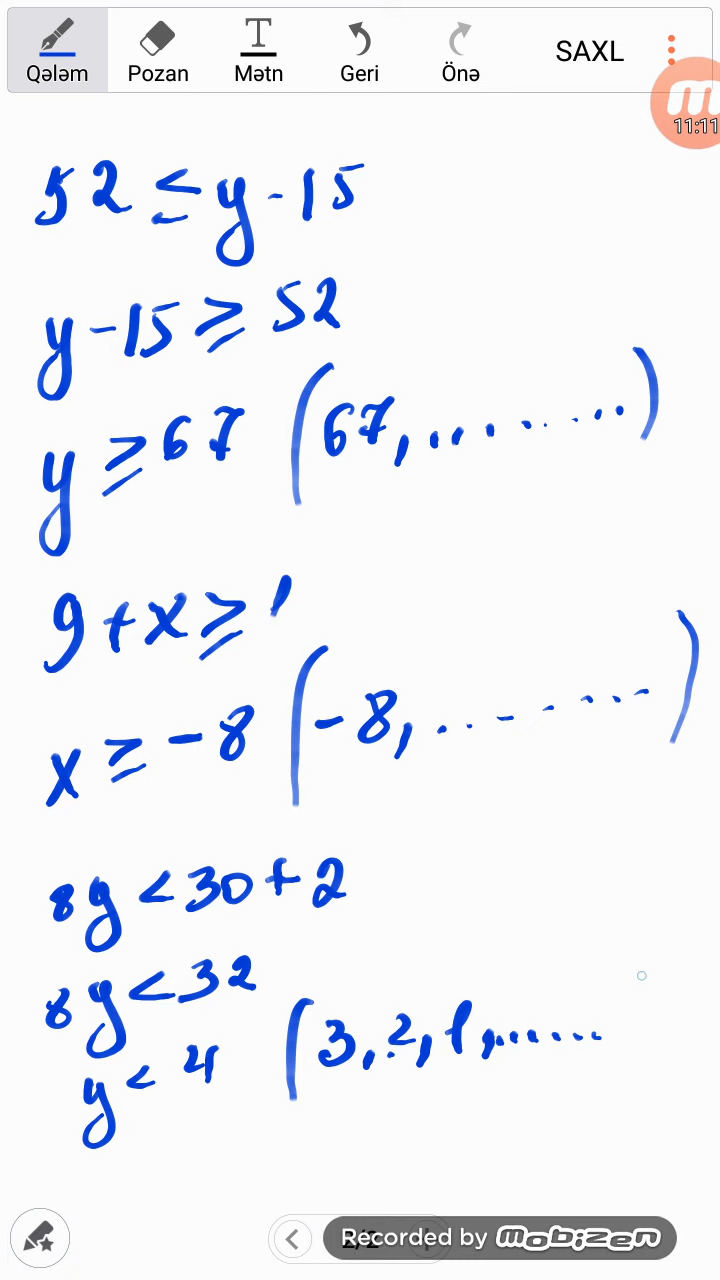 Qələm Pozan Mətn Geri Önə SAXL
11:11
52 ≤ y - 15
y - 15 ≥ 52
y ≥ 67 (67, ..........)
9 + x ≥ 1
x ≥ -8 (-8, ..........)
8y < 30 + 2
8y < 32
y < 4 (3, 2, 1, ........
Recorded by mobizen